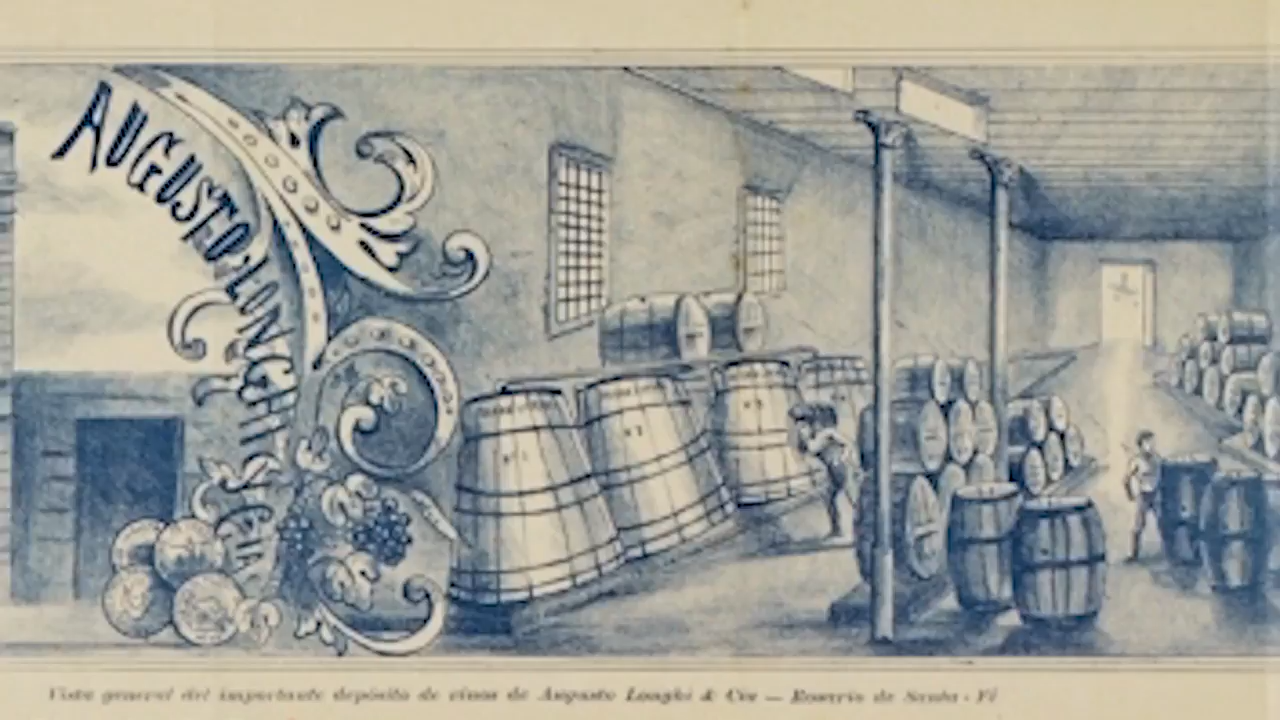 AUGUSTO LONGHI & CIA
Vista general del importante depósito de vinos de Augusto Longhi & Cia — Rosario de Santa-Fé